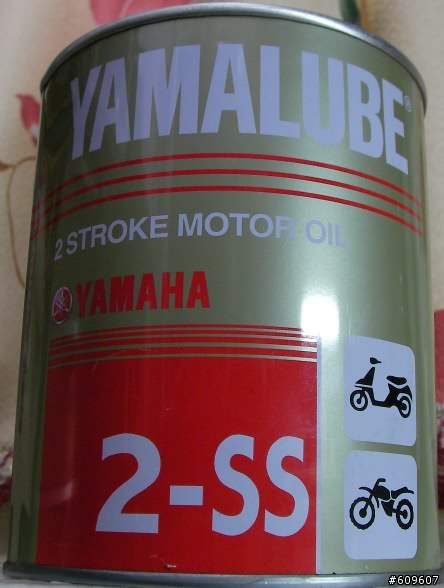 YAMALUBE®
2 STROKE MOTOR OIL
YAMAHA
2-SS
#609607